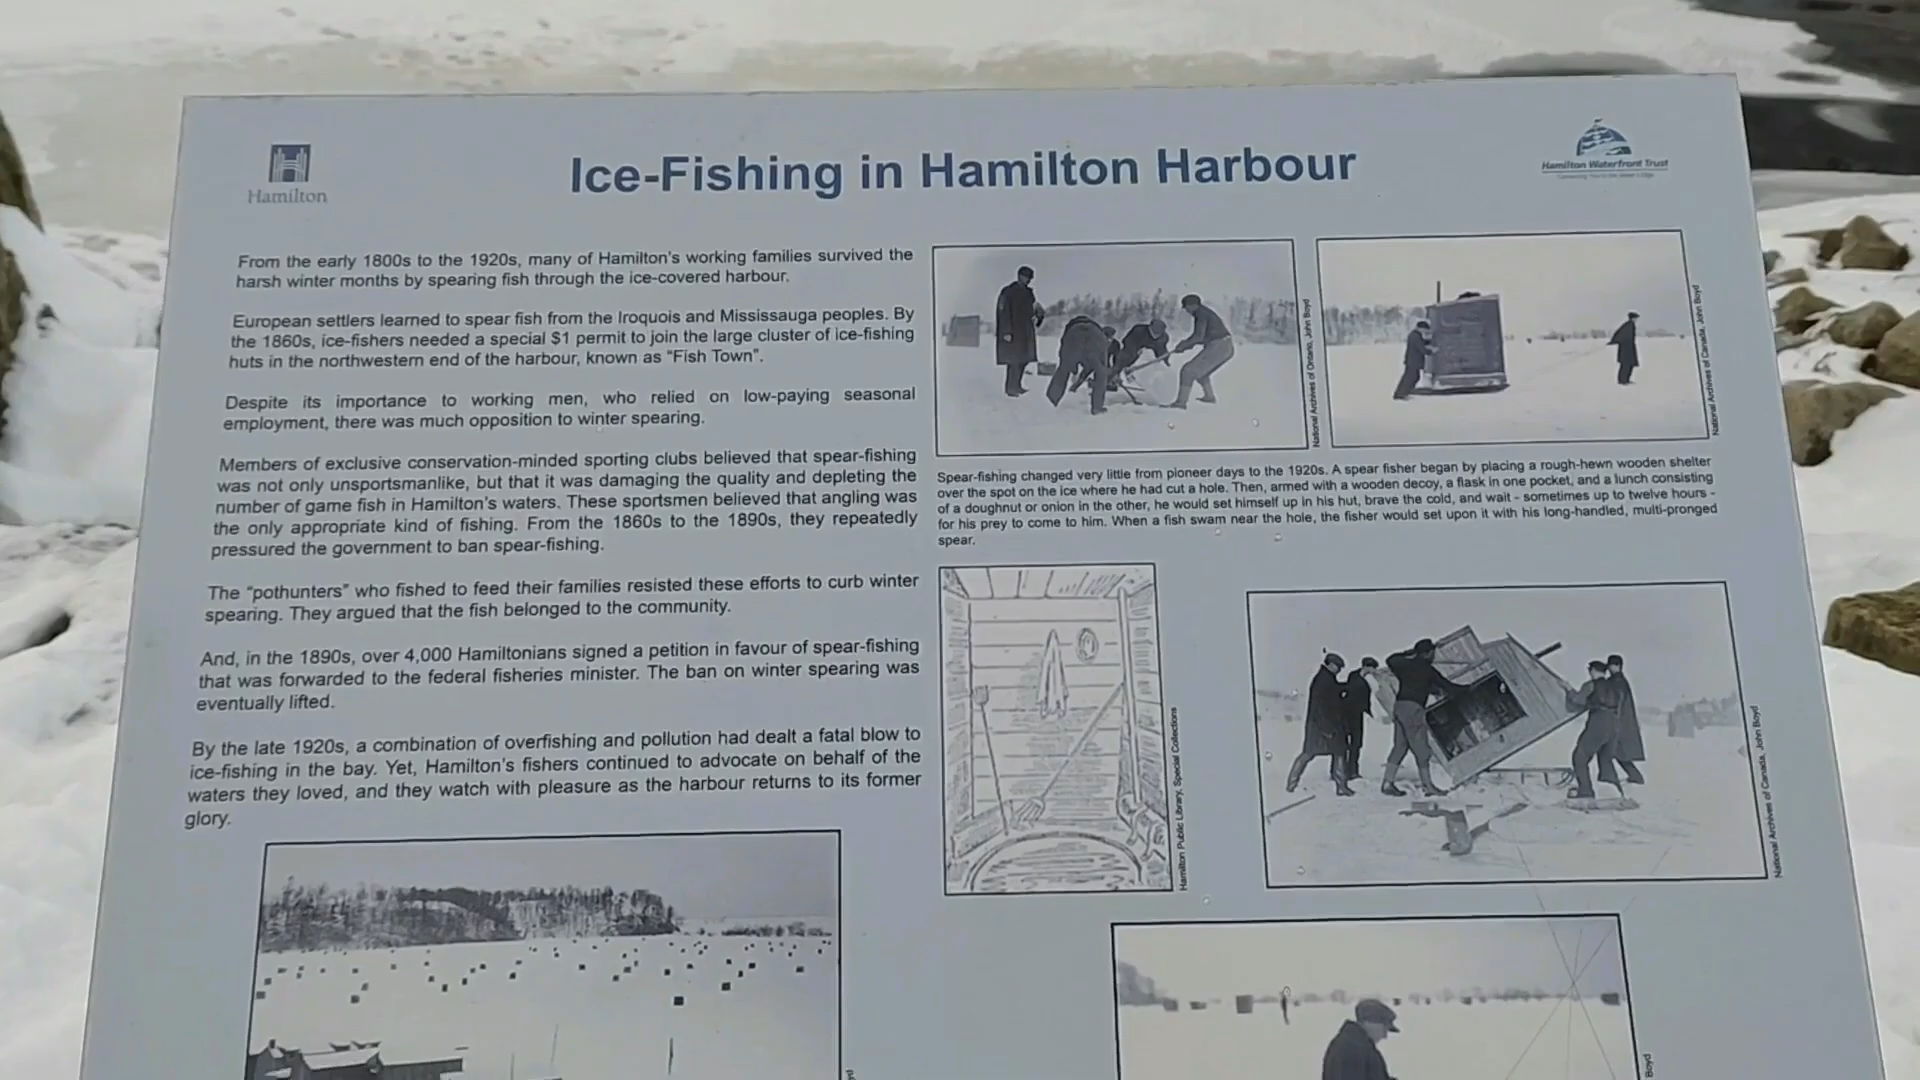 Hamilton
Ice-Fishing in Hamilton Harbour
Hamilton Waterfront Trust
From the early 1800s to the 1920s, many of Hamilton's working families survived the
harsh winter months by spearing fish through the ice-covered harbour.
European settlers learned to spear fish from the Iroquois and Mississauga peoples. By
the 1860s, ice-fishers needed a special $1 permit to join the large cluster of ice-fishing
huts in the northwestern end of the harbour, known as "Fish Town".
Despite its importance to working men, who relied on low-paying seasonal
employment, there was much opposition to winter spearing.
Members of exclusive conservation-minded sporting clubs believed that spear-fishing
was not only unsportsmanlike, but that it was damaging the quality and depleting the
number of game fish in Hamilton's waters. These sportsmen believed that angling was
the only appropriate kind of fishing. From the 1860s to the 1890s, they repeatedly
pressured the government to ban spear-fishing.
The "pothunters" who fished to feed their families resisted these efforts to curb winter
spearing. They argued that the fish belonged to the community.
And, in the 1890s, over 4,000 Hamiltonians signed a petition in favour of spear-fishing
that was forwarded to the federal fisheries minister. The ban on winter spearing was
eventually lifted.
By the late 1920s, a combination of overfishing and pollution had dealt a fatal blow to
ice-fishing in the bay. Yet, Hamilton's fishers continued to advocate on behalf of the
waters they loved, and they watch with pleasure as the harbour returns to its former
glory.
National Archives of Ontario, John Boyd
National Archives of Canada, John Boyd
Spear-fishing changed very little from pioneer days to the 1920s. A spear fisher began by placing a rough-hewn wooden shelter
over the spot on the ice where he had cut a hole. Then, armed with a wooden decoy, a flask in one pocket, and a lunch consisting
of a doughnut or onion in the other, he would set himself up in his hut, brave the cold, and wait - sometimes up to twelve hours -
for his prey to come to him. When a fish swam near the hole, the fisher would set upon it with his long-handled, multi-pronged
spear.
Hamilton Public Library, Special Collections
National Archives of Canada, John Boyd
Boyd